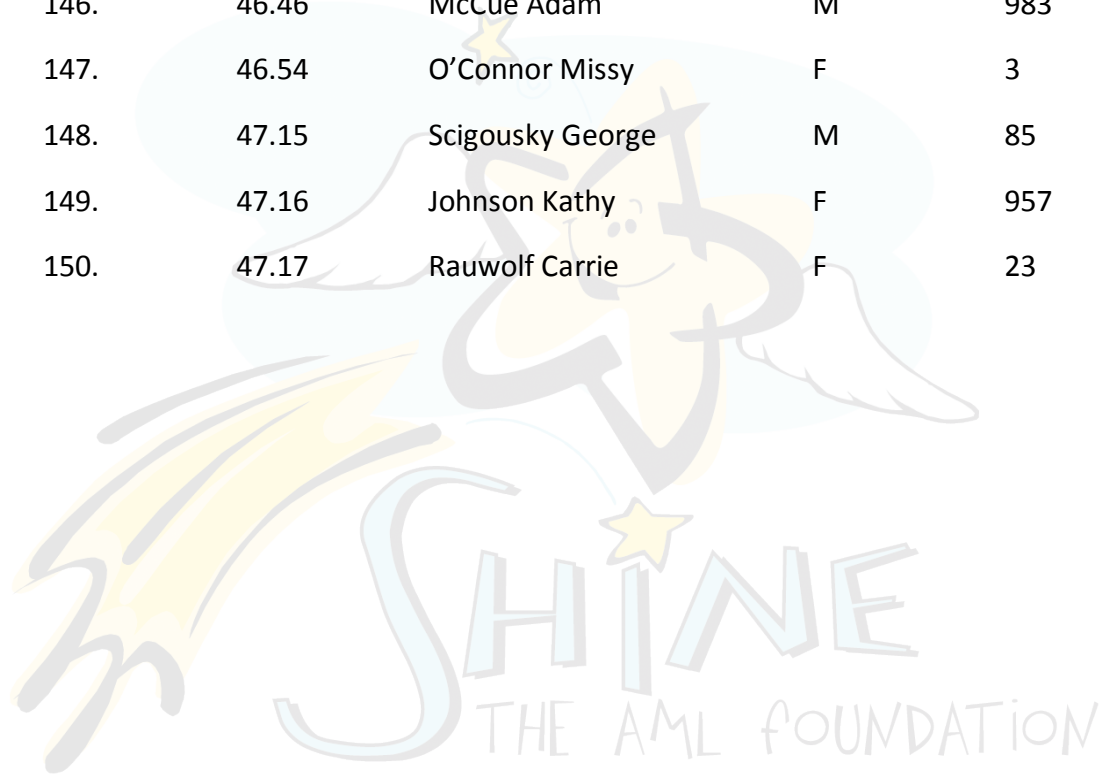 146. 46.46 McCue Adam M 983
147. 46.54 O’Connor Missy F 3
148. 47.15 Scigousky George M 85
149. 47.16 Johnson Kathy F 957
150. 47.17 Rauwolf Carrie F 23
SHiNE
THE AML fOUNDATiON